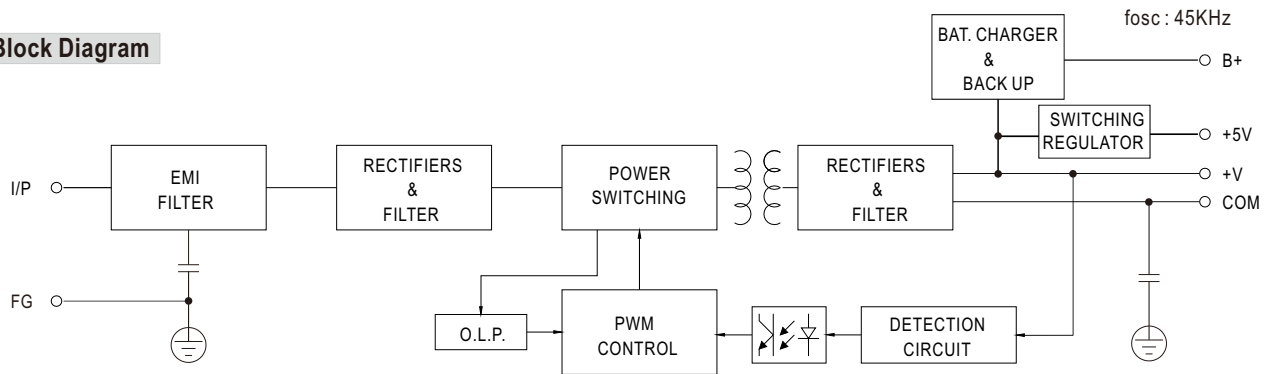 Block Diagram
fosc : 45KHz
BAT. CHARGER
&
BACK UP
B+
SWITCHING
REGULATOR
+5V
I/P
EMI
FILTER
RECTIFIERS
&
FILTER
POWER
SWITCHING
RECTIFIERS
&
FILTER
+V
COM
FG
O.L.P.
PWM
CONTROL
DETECTION
CIRCUIT